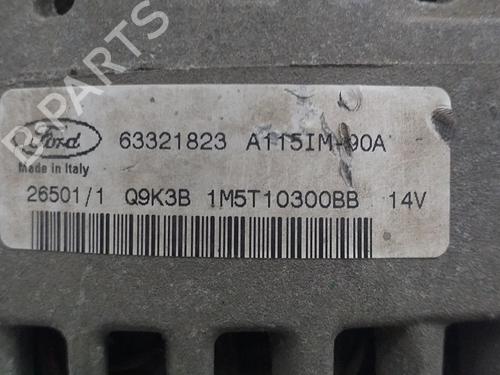 B-PARTS
Ford 63321823 A115IM-90A
Made in Italy
26501/1 Q9K3B 1M5T10300BB 14V